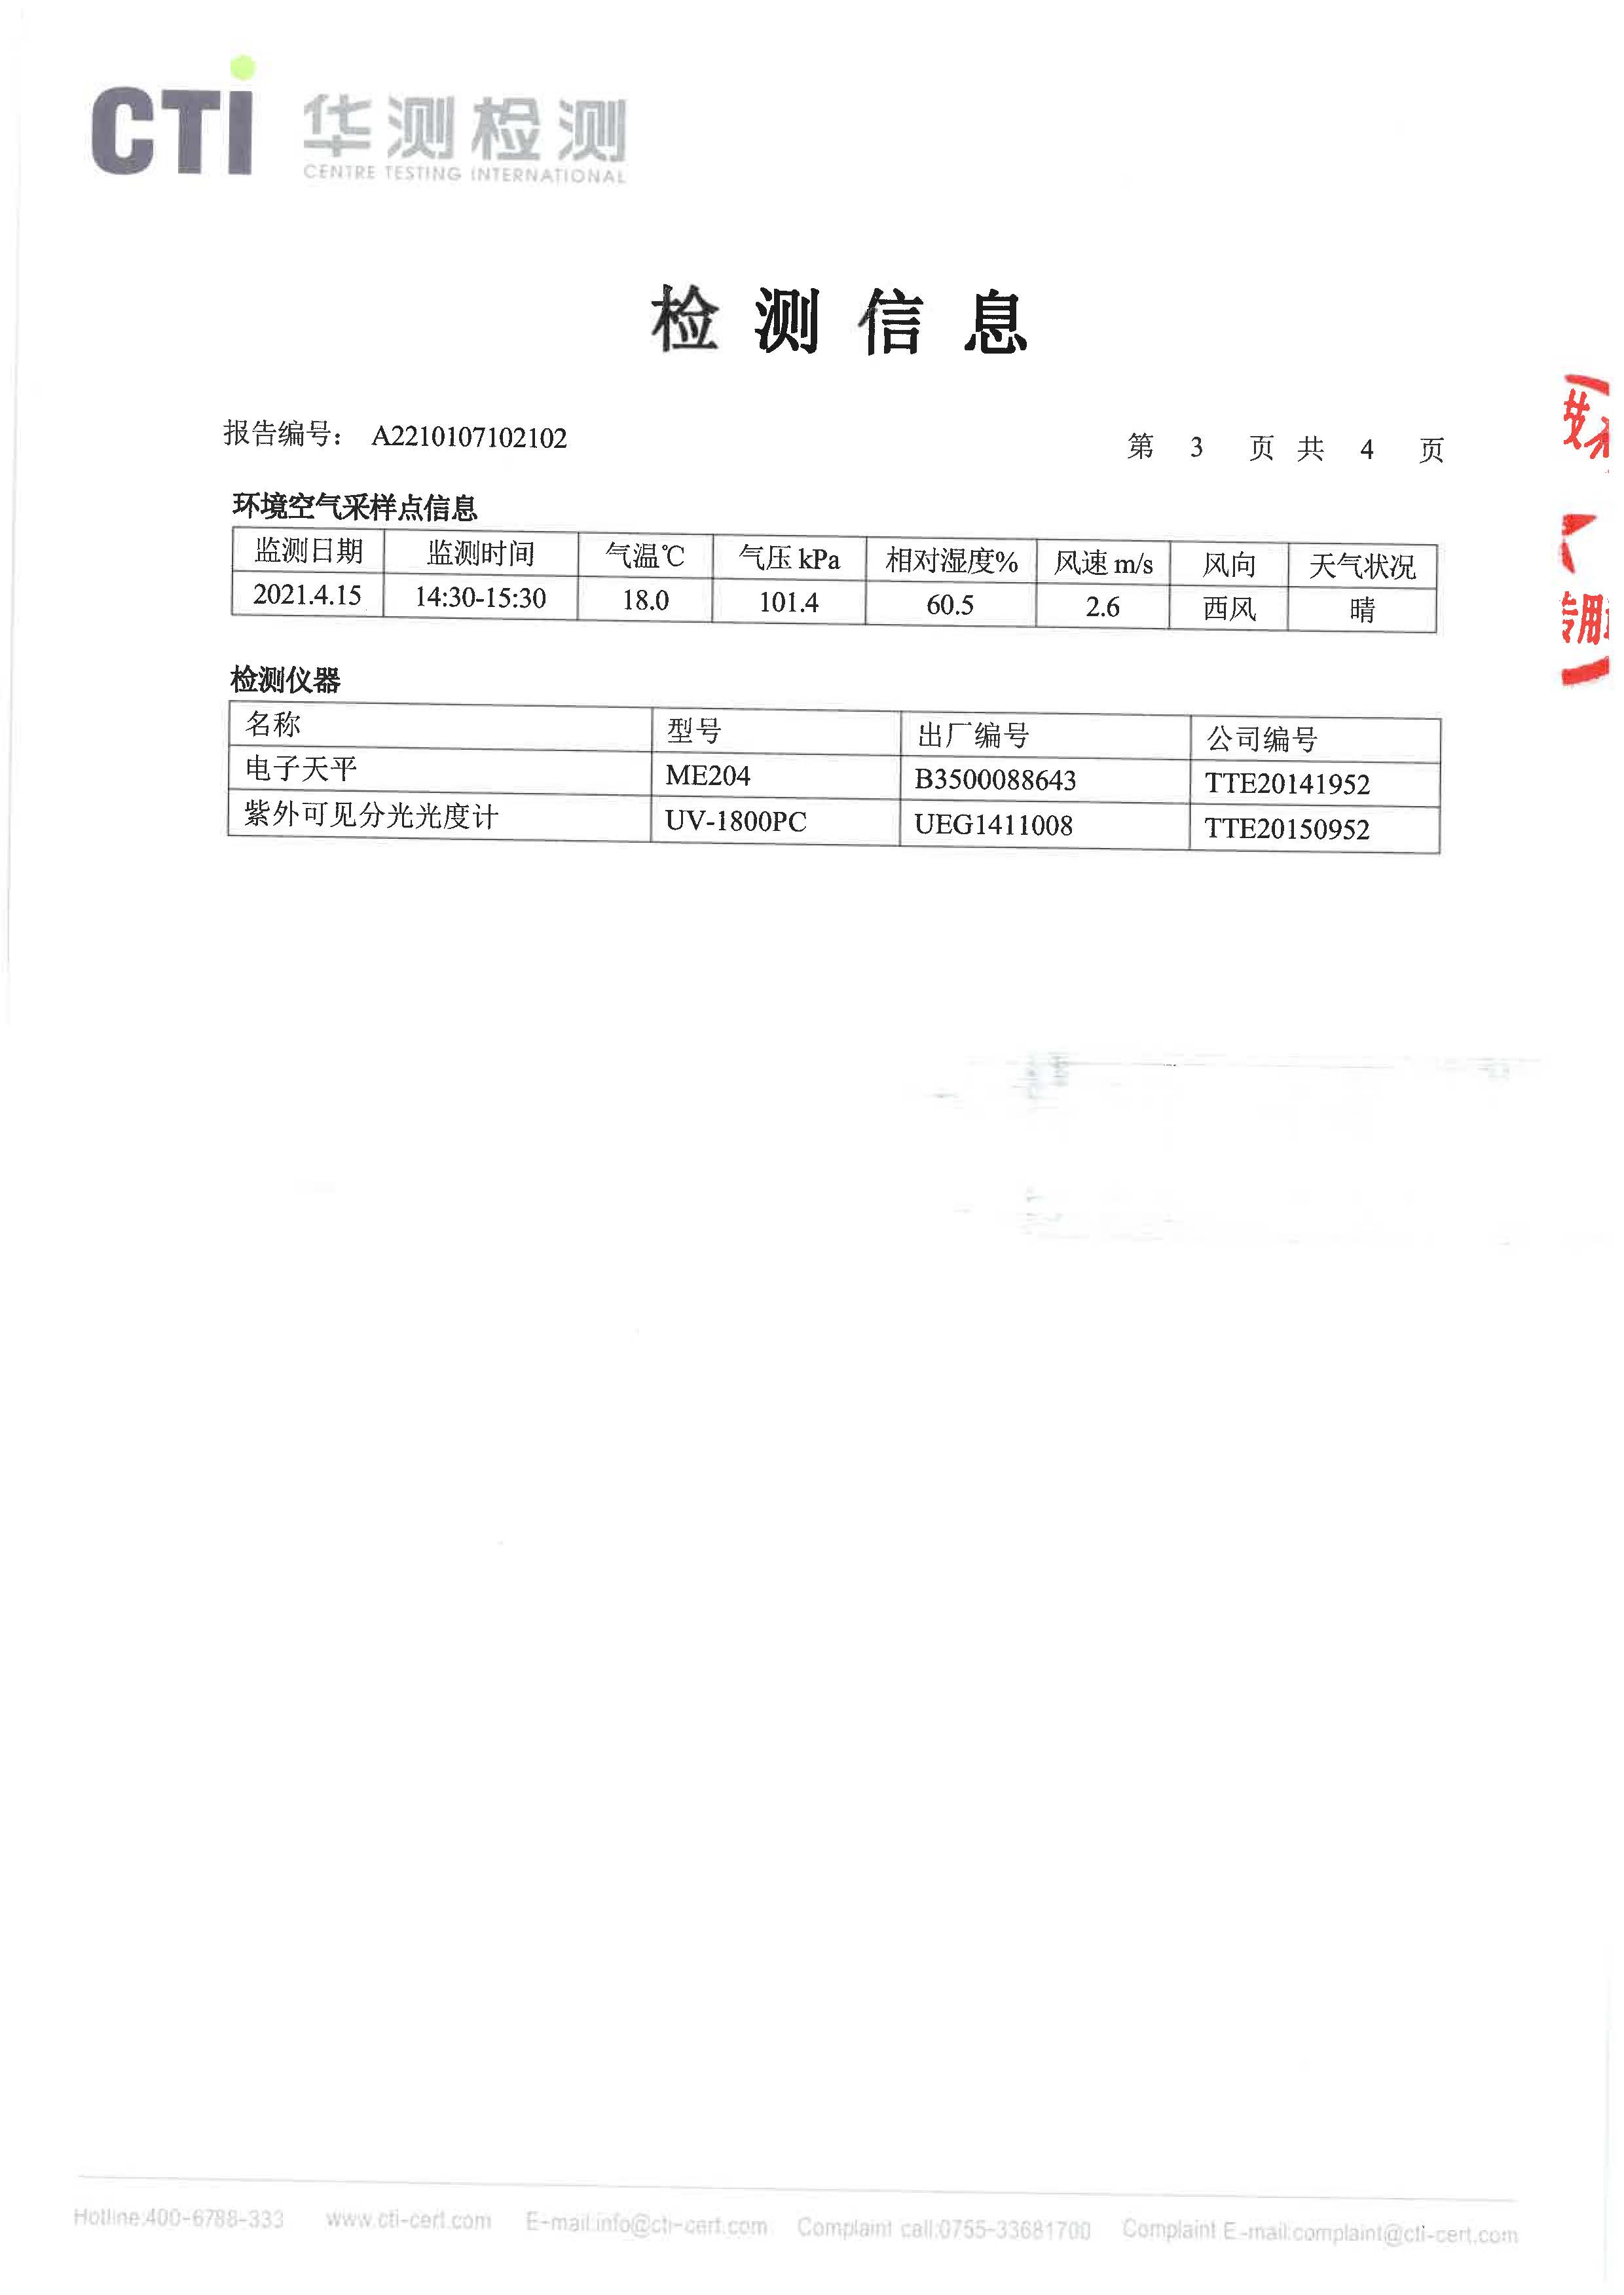 CTI 华测检测
CENTRE TESTING INTERNATIONAL
检测信息
报告编号： A2210107102102
第 3 页 共 4 页
环境空气采样点信息
监测日期 监测时间 气温℃ 气压 kPa 相对湿度% 风速 m/s 风向 天气状况
2021.4.15 14:30-15:30 18.0 101.4 60.5 2.6 西风 晴
检测仪器
名称 型号 出厂编号 公司编号
电子天平 ME204 B3500088643 TTE20141952
紫外可见分光光度计 UV-1800PC UEG1411008 TTE20150952
专用
Hotline:400-6788-333 www.cti-cert.com E-mail:info@cti-cert.com Complaint call:0755-33681700 Complaint E-mail:complaint@cti-cert.com